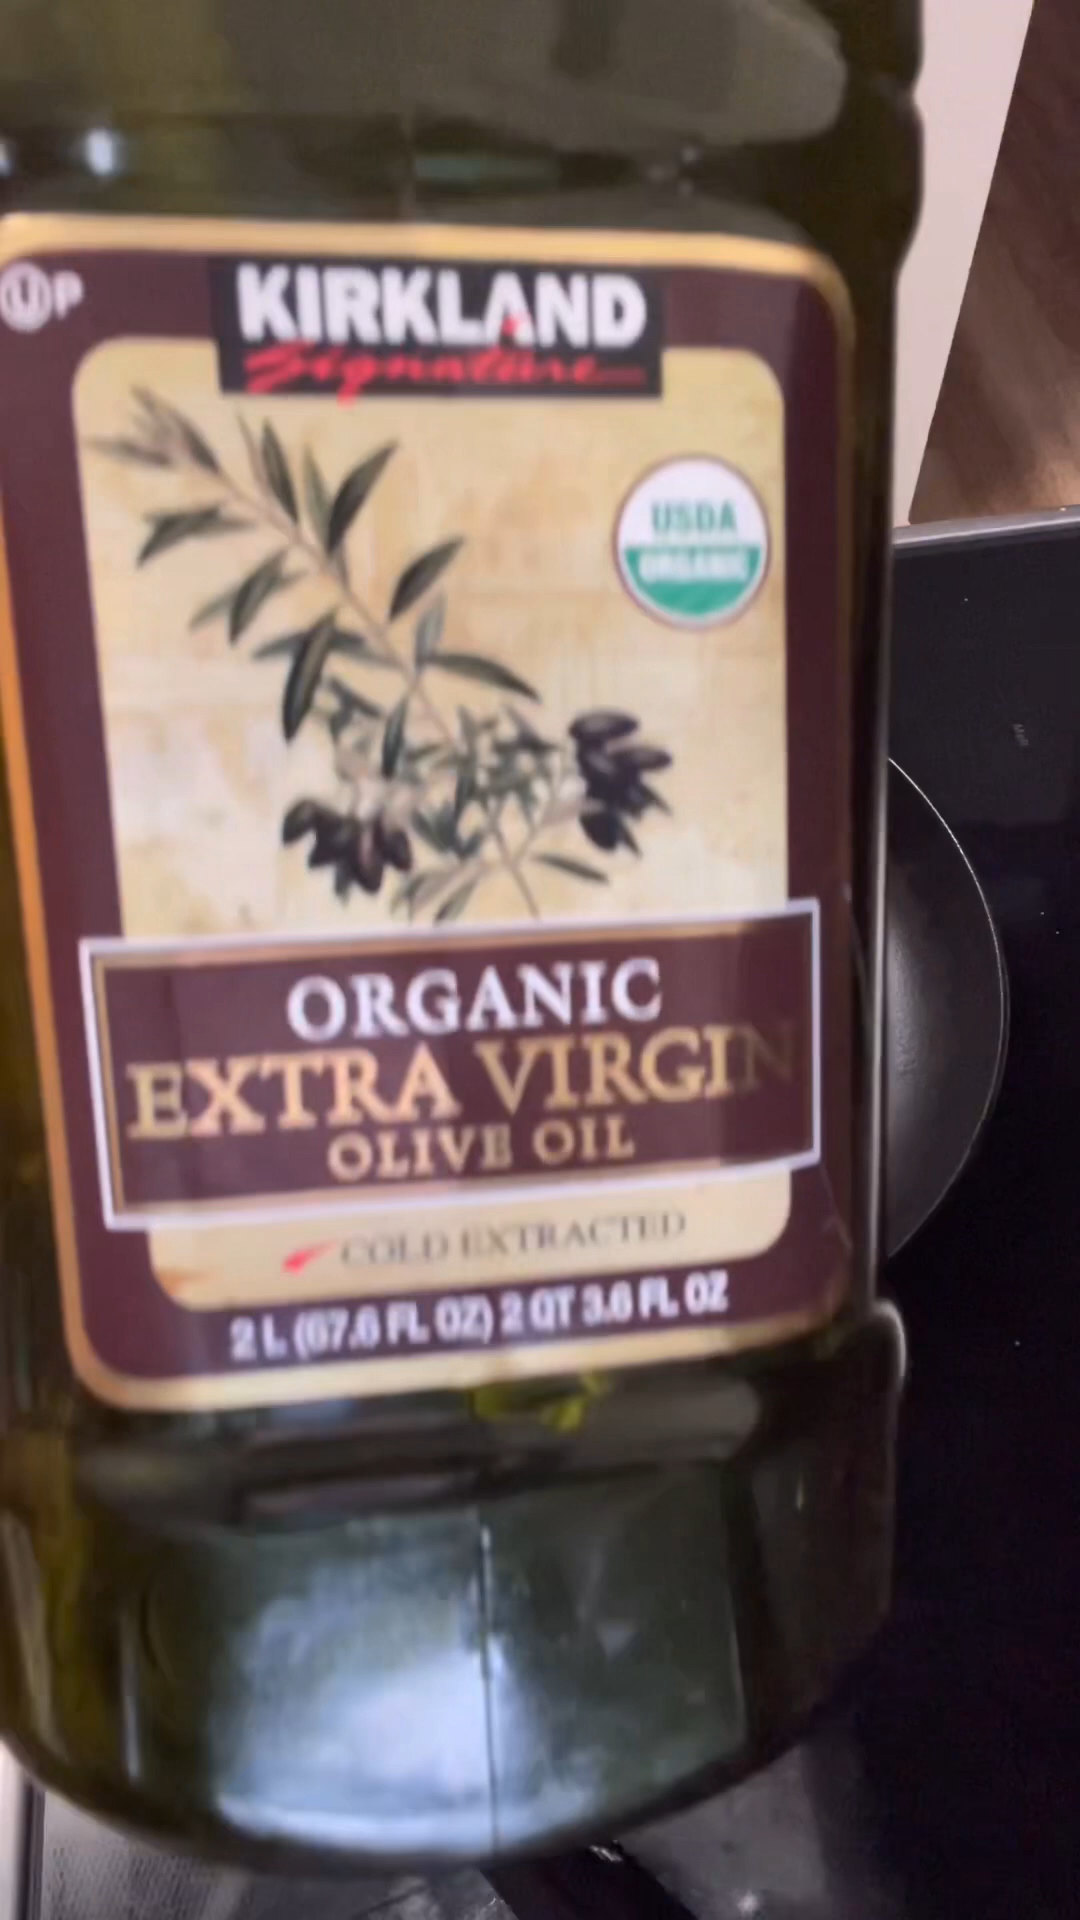 UP
KIRKLAND
Signature
USDA
ORGANIC
ORGANIC
EXTRA VIRGIN
OLIVE OIL
COLD EXTRACTED
2 L (67.6 FL OZ) 2 QT 3.6 FL OZ